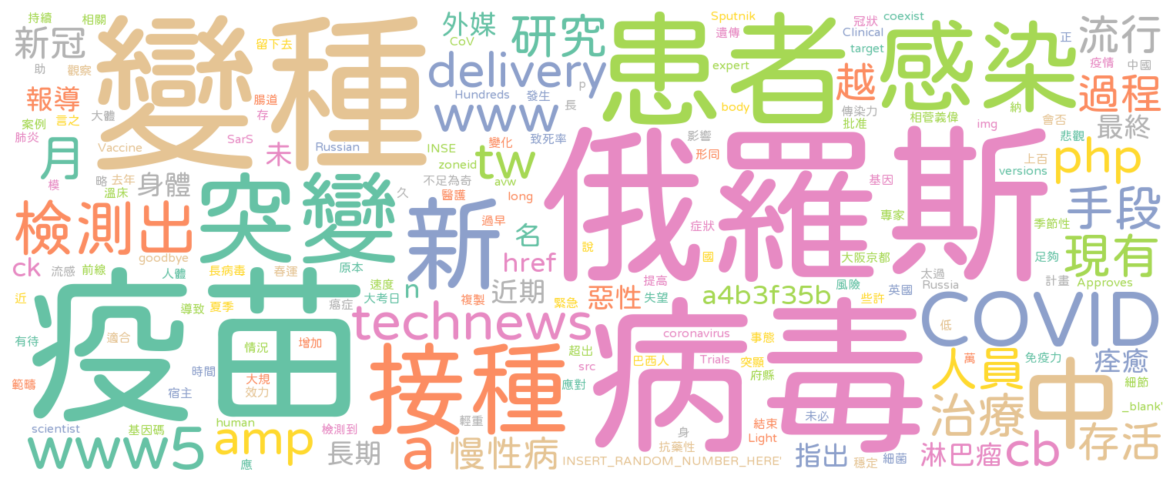 持續 相關 變種 外媒 研究 Sputnik 冠狀 coexist
新冠 留下去 CoV 患者 遺傳 Clinical 感染 正 流行
助 觀察 腸道 delivery expert target 疫情 中國
報導 大體 存 Hundreds 發生 p body 越 納 過程
案例 言之 www 長 傳染力 相菅義偉 會否 最終
肺炎 SarS 未 Russian 變化 致死率 影響 批准 img 悲觀
月 Vaccine INSE tw 形同 俄羅斯 上百 php
模 略 去年 身體 不足為奇 zoneid 基因 versions
溫床 突變 久 醫護 avw long 手段
檢測出 新 過早 名 症狀 專家 季節性
goodbye 原本 href 說 國 大阪京都 足夠 現有
ck 流感 前線 人體 長病毒 春運 速度 n 近期 提高 風險 太過 計畫
近 導致 夏季 癌症 大考日 複製 惡性 緊急 失望 a4b3f35b 些許 英國 Russia Approves
疫苗 technews 病毒 COVID
有待 適合 情況 增加 接種 超出 coronavirus 事態 低
範疇 時間 大規 src 巴西人 Trials 突顯 人員 萬 免疫力 痊癒
宿主 效力 應對 府縣 細節
scientist 基因碼 human 輕重 身 結束 未必 治療 中 _blank'
www5 amp 檢測到 a 慢性病 抗藥性 Light 存活
應 長期 INSERT_RANDOM_NUMBER_HERE' 穩定 指出 細菌 淋巴瘤 cb